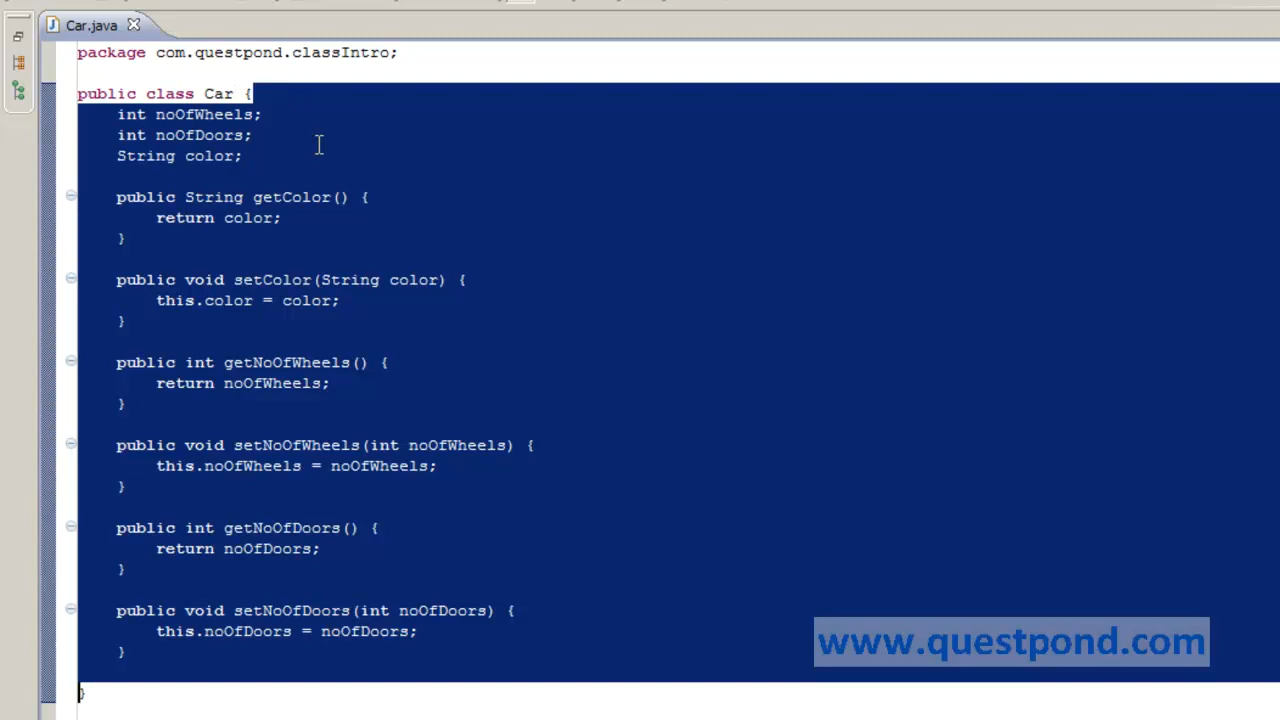 Car.java
package com.questpond.classIntro;
public class Car {
int noOfWheels;
int noOfDoors;
String color;
public String getColor() {
return color;
}
public void setColor(String color) {
this.color = color;
}
public int getNoOfWheels() {
return noOfWheels;
}
public void setNoOfWheels(int noOfWheels) {
this.noOfWheels = noOfWheels;
}
public int getNoOfDoors() {
return noOfDoors;
}
public void setNoOfDoors(int noOfDoors) {
this.noOfDoors = noOfDoors;
}
www.questpond.com
}